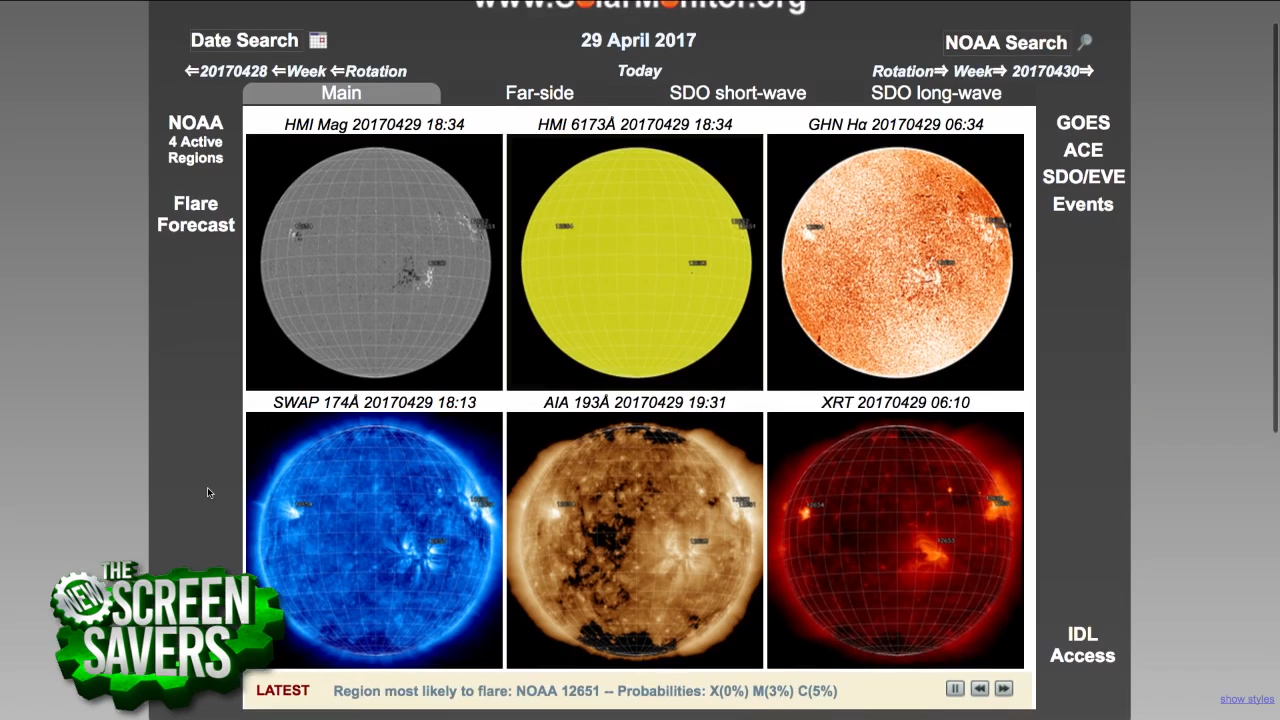 www.SolarMonitor.org
Date Search
29 April 2017
NOAA Search
⇐20170428 ⇐Week ⇐Rotation
Today
Rotation⇒ Week⇒ 20170430⇒
Main
Far-side
SDO short-wave
SDO long-wave
NOAA
4 Active
Regions
Flare
Forecast
HMI Mag 20170429 18:34
HMI 6173Å 20170429 18:34
GHN Hα 20170429 06:34
GOES
ACE
SDO/EVE
Events
SWAP 174Å 20170429 18:13
AIA 193Å 20170429 19:31
XRT 20170429 06:10
THE
NEW
SCREEN
SAVERS
IDL
Access
LATEST
Region most likely to flare: NOAA 12651 -- Probabilities: X(0%) M(3%) C(5%)
show styles